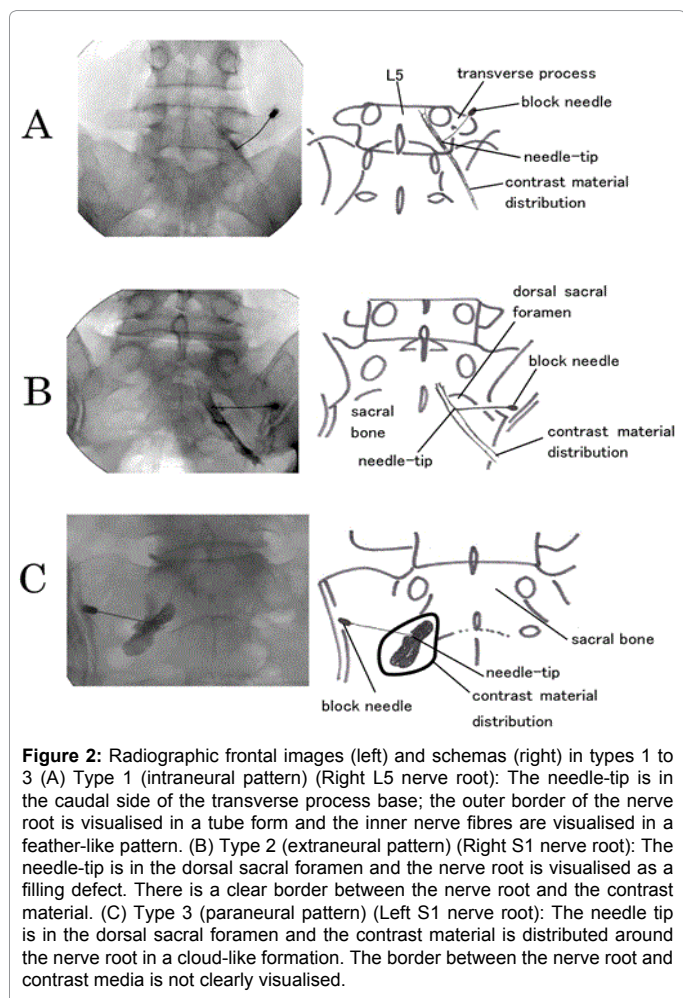 A
L5
transverse process
block needle
needle-tip
contrast material
distribution
B
dorsal sacral
foramen
block needle
sacral
bone
contrast material
distribution
needle-tip
C
sacral bone
needle-tip
block needle
contrast material
distribution
Figure 2: Radiographic frontal images (left) and schemas (right) in types 1 to
3 (A) Type 1 (intraneural pattern) (Right L5 nerve root): The needle-tip is in
the caudal side of the transverse process base; the outer border of the nerve
root is visualised in a tube form and the inner nerve fibres are visualised in a
feather-like pattern. (B) Type 2 (extraneural pattern) (Right S1 nerve root): The
needle-tip is in the dorsal sacral foramen and the nerve root is visualised as a
filling defect. There is a clear border between the nerve root and the contrast
material. (C) Type 3 (paraneural pattern) (Left S1 nerve root): The needle tip
is in the dorsal sacral foramen and the contrast material is distributed around
the nerve root in a cloud-like formation. The border between the nerve root and
contrast media is not clearly visualised.